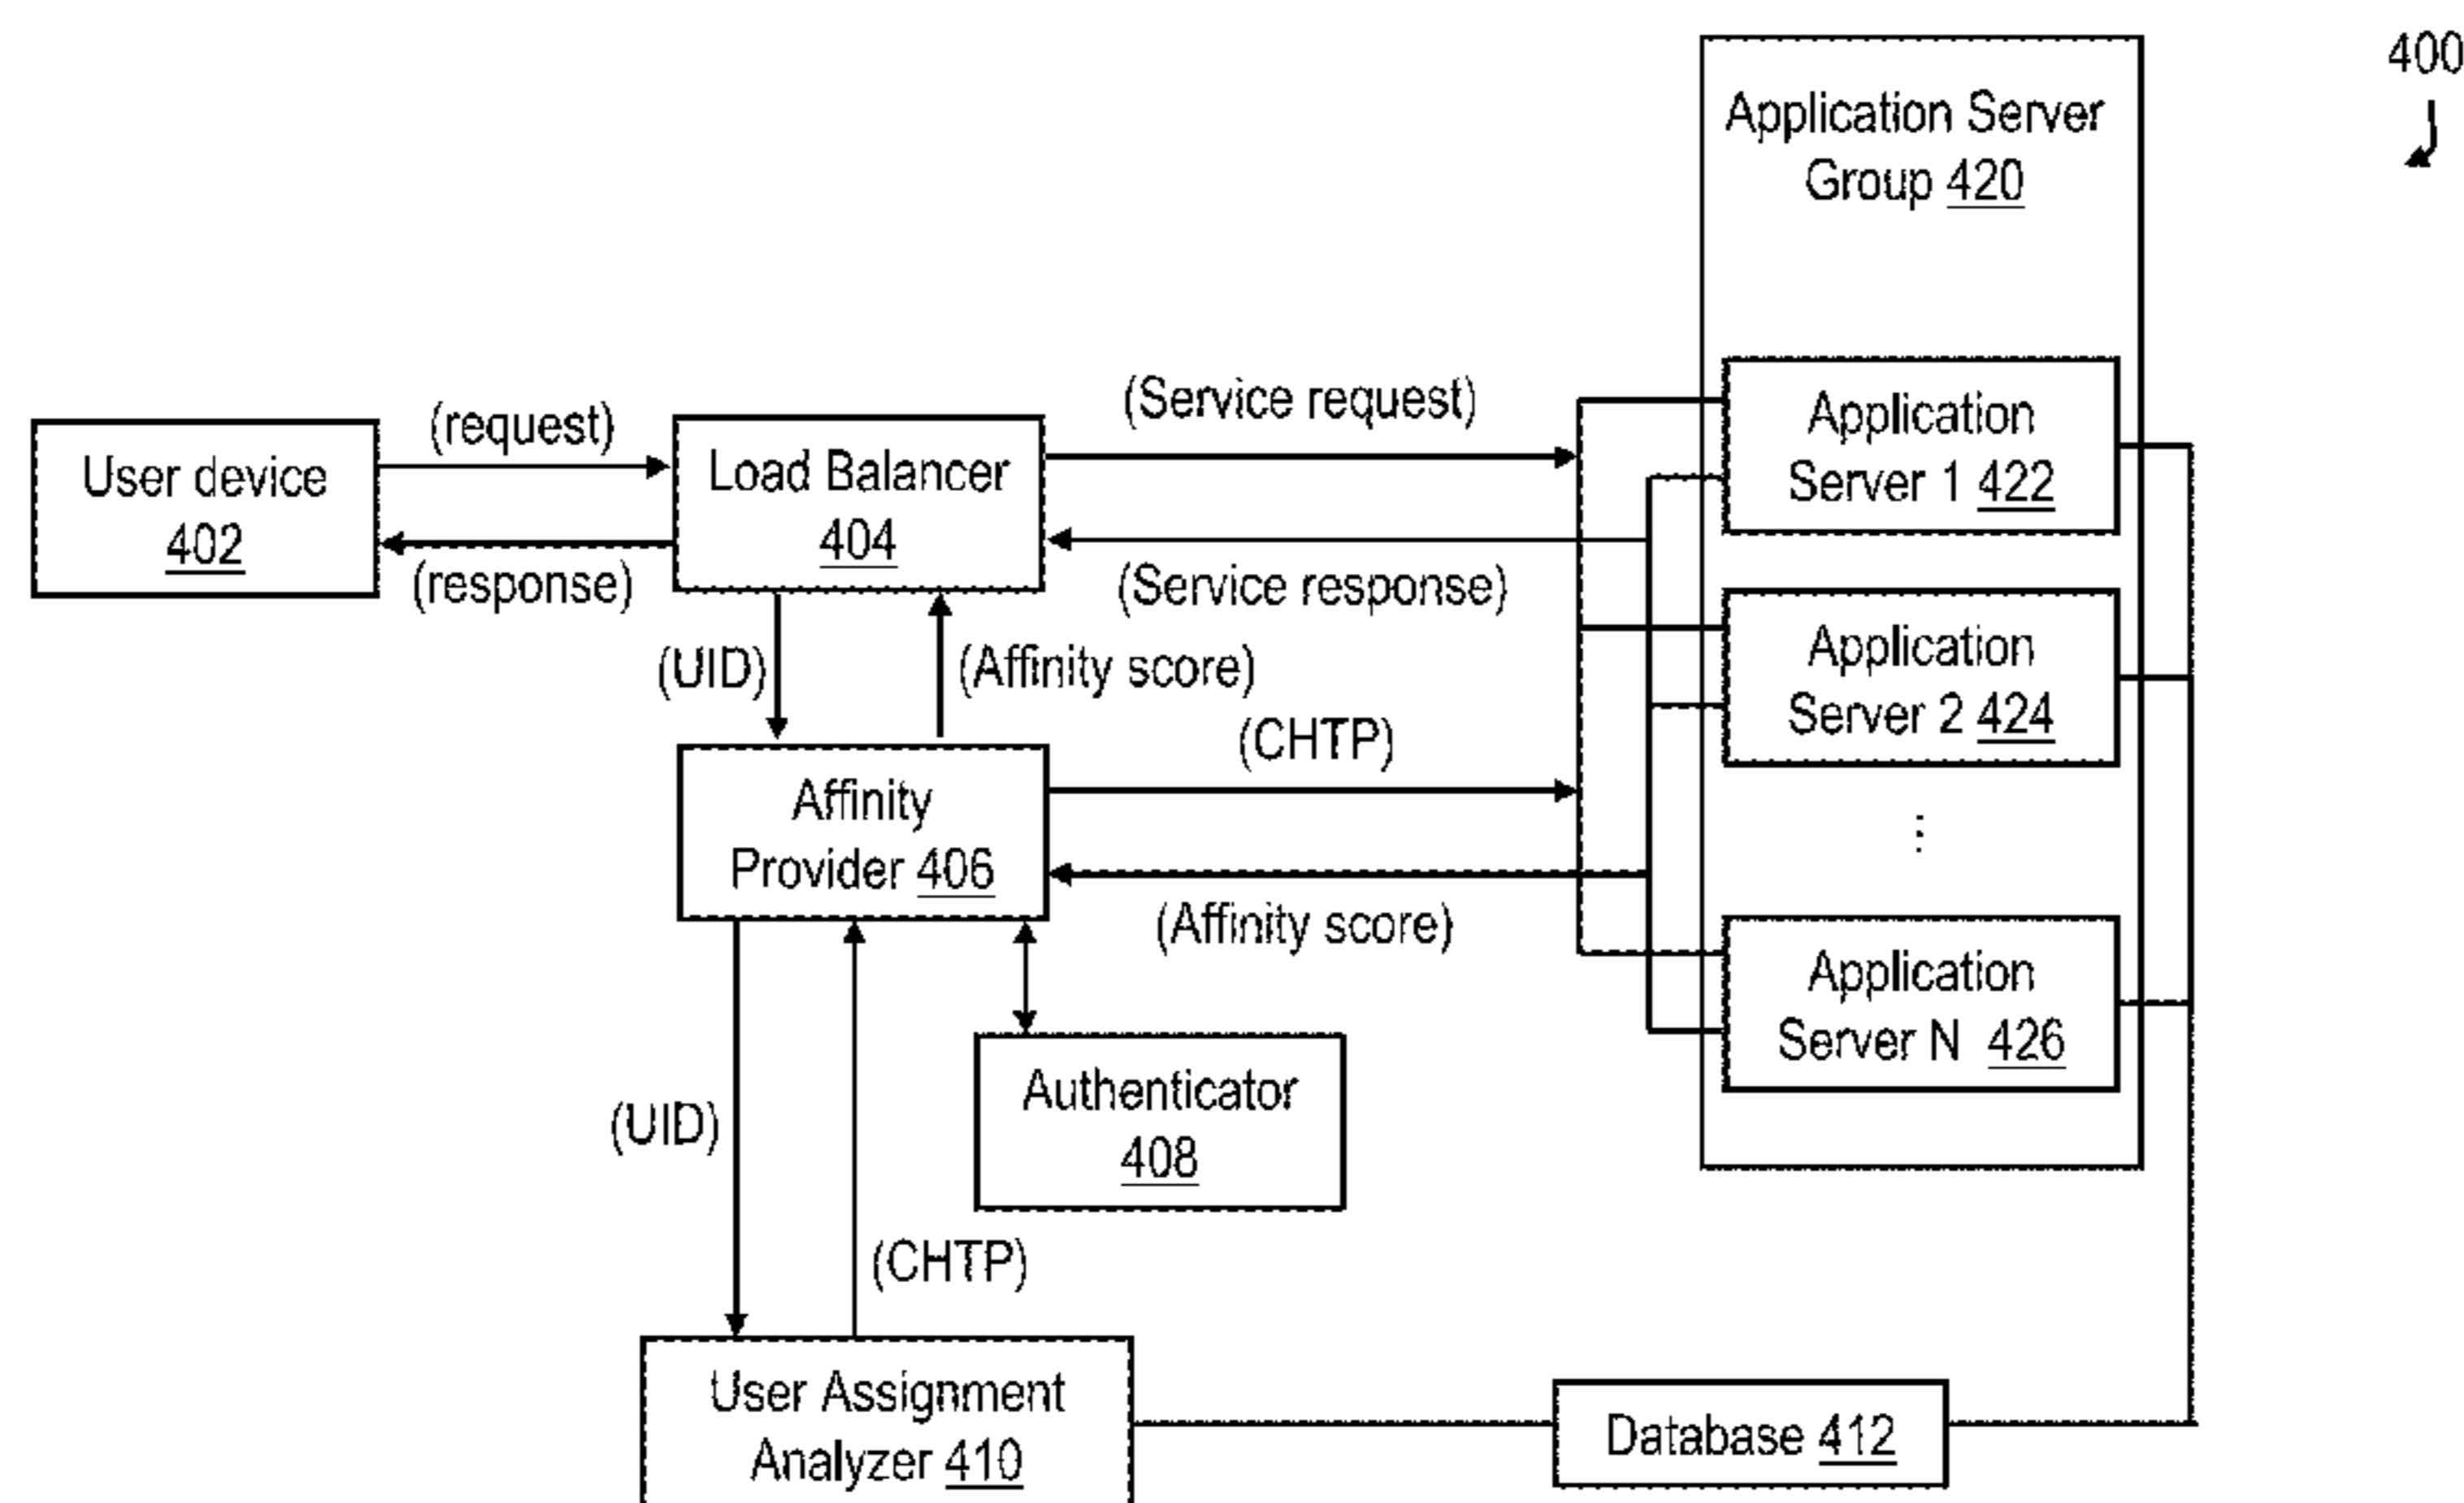 400
Application Server
Group 420
(request)
(Service request)
User device
402
Load Balancer
404
Application
Server 1 422
(response)
(Service response)
(UID)
(Affinity score)
Application
Server 2 424
(CHTP)
Affinity
Provider 406
⋮
(Affinity score)
Application
Server N 426
Authenticator
408
(UID)
(CHTP)
User Assignment
Analyzer 410
Database 412